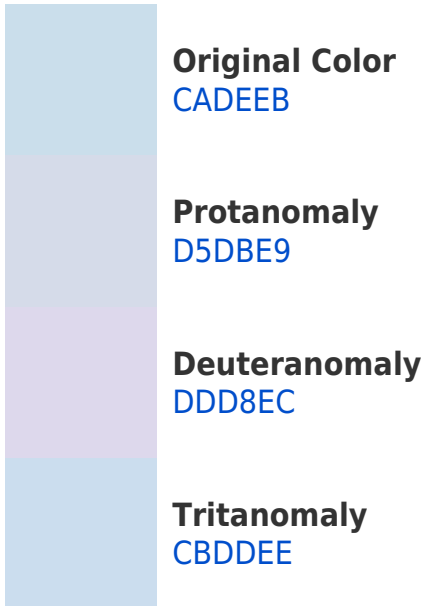 Original Color
CADEEB
Protanomaly
D5DBE9
Deuteranomaly
DDD8EC
Tritanomaly
CBDDEE